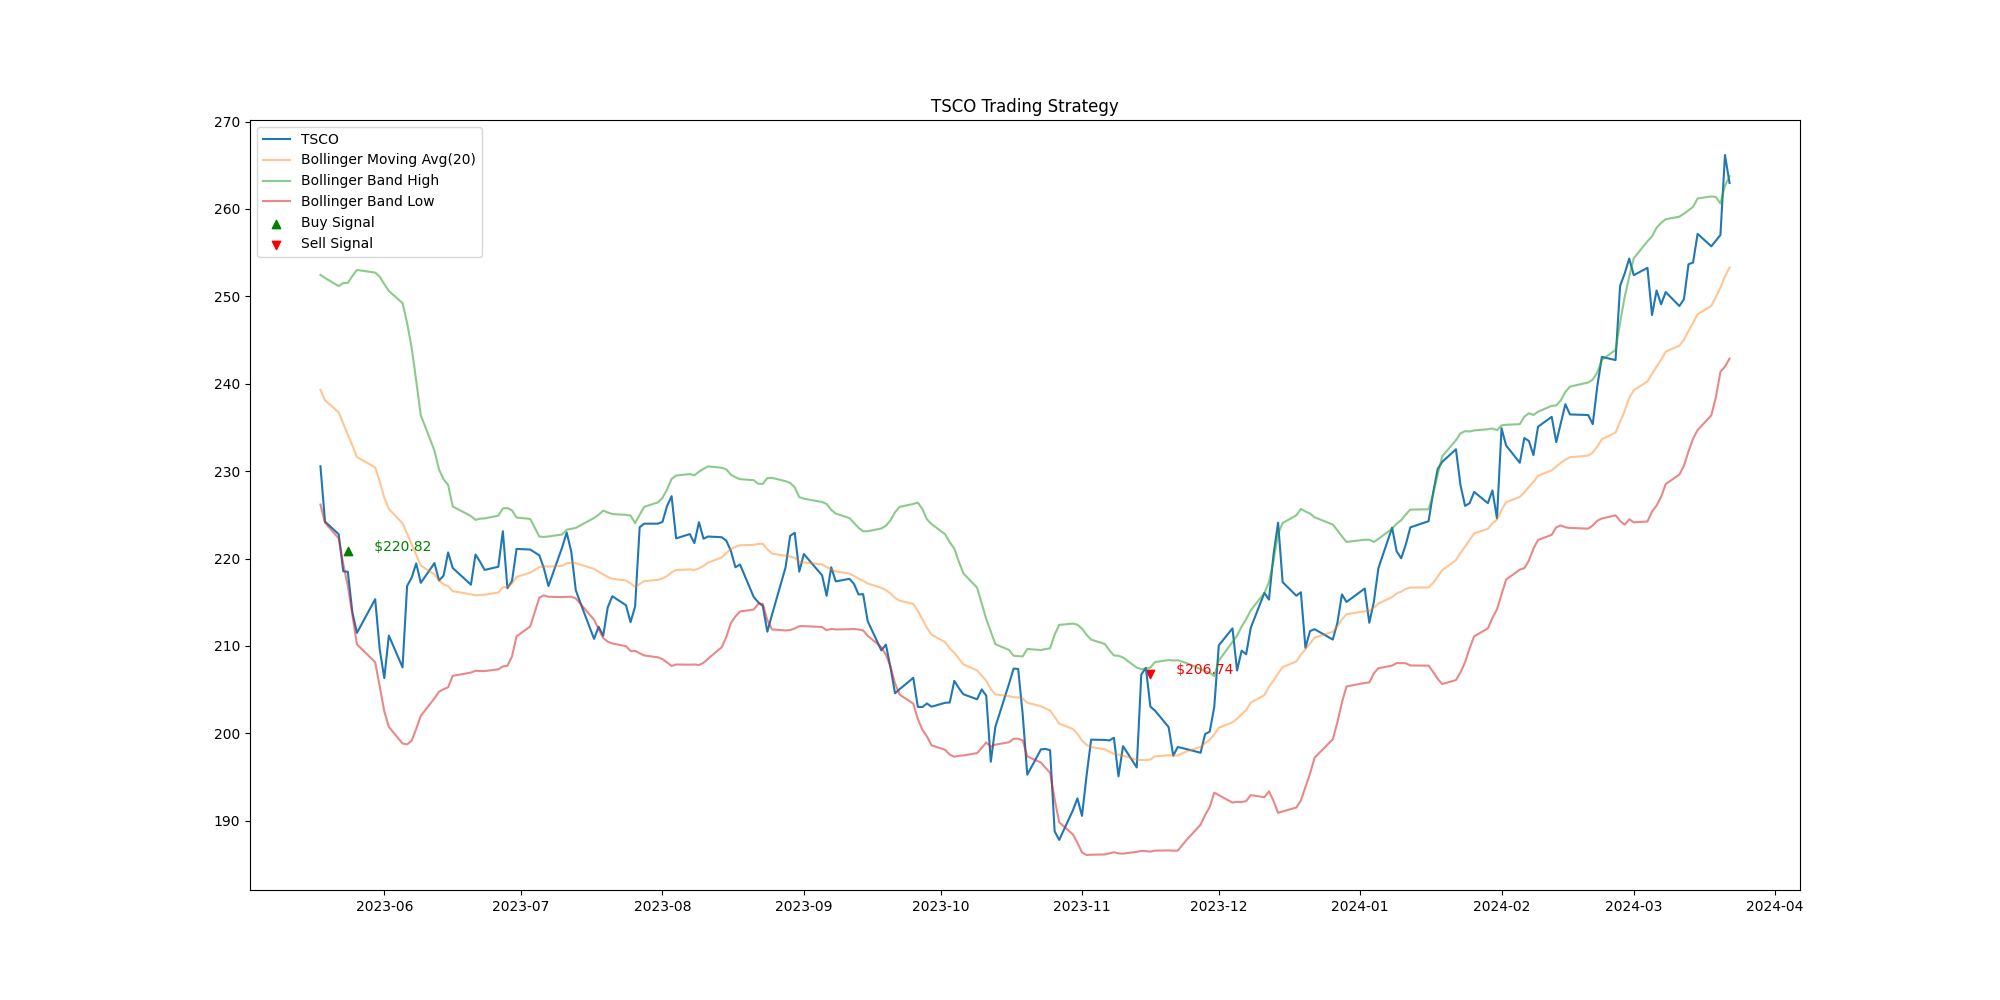 TSCO Trading Strategy
270
260
250
240
230
220
210
200
190
TSCO
Bollinger Moving Avg(20)
Bollinger Band High
Bollinger Band Low
Buy Signal
Sell Signal
$220.82
$206.74
2023-06 2023-07 2023-08 2023-09 2023-10 2023-11 2023-12 2024-01 2024-02 2024-03 2024-04